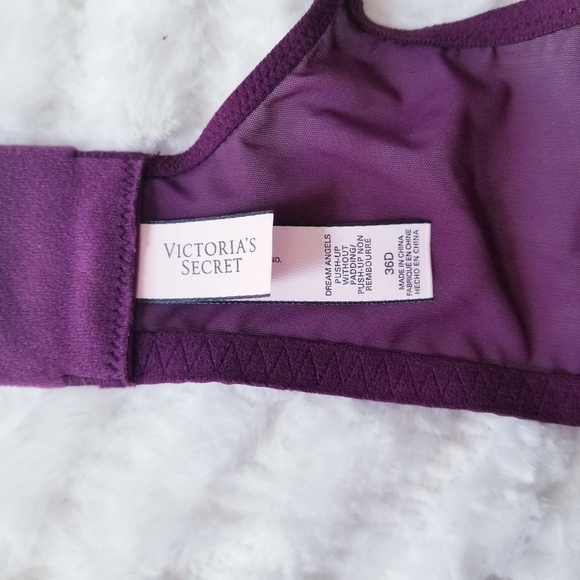 VICTORIA'S
SECRET
NO.
DREAM ANGELS
PUSH-UP
WITHOUT
PADDING/
PUSH-UP NON
REMBOURRÉ
36D
MADE IN CHINA
FABRIQUÉ EN CHINE
HECHO EN CHINA